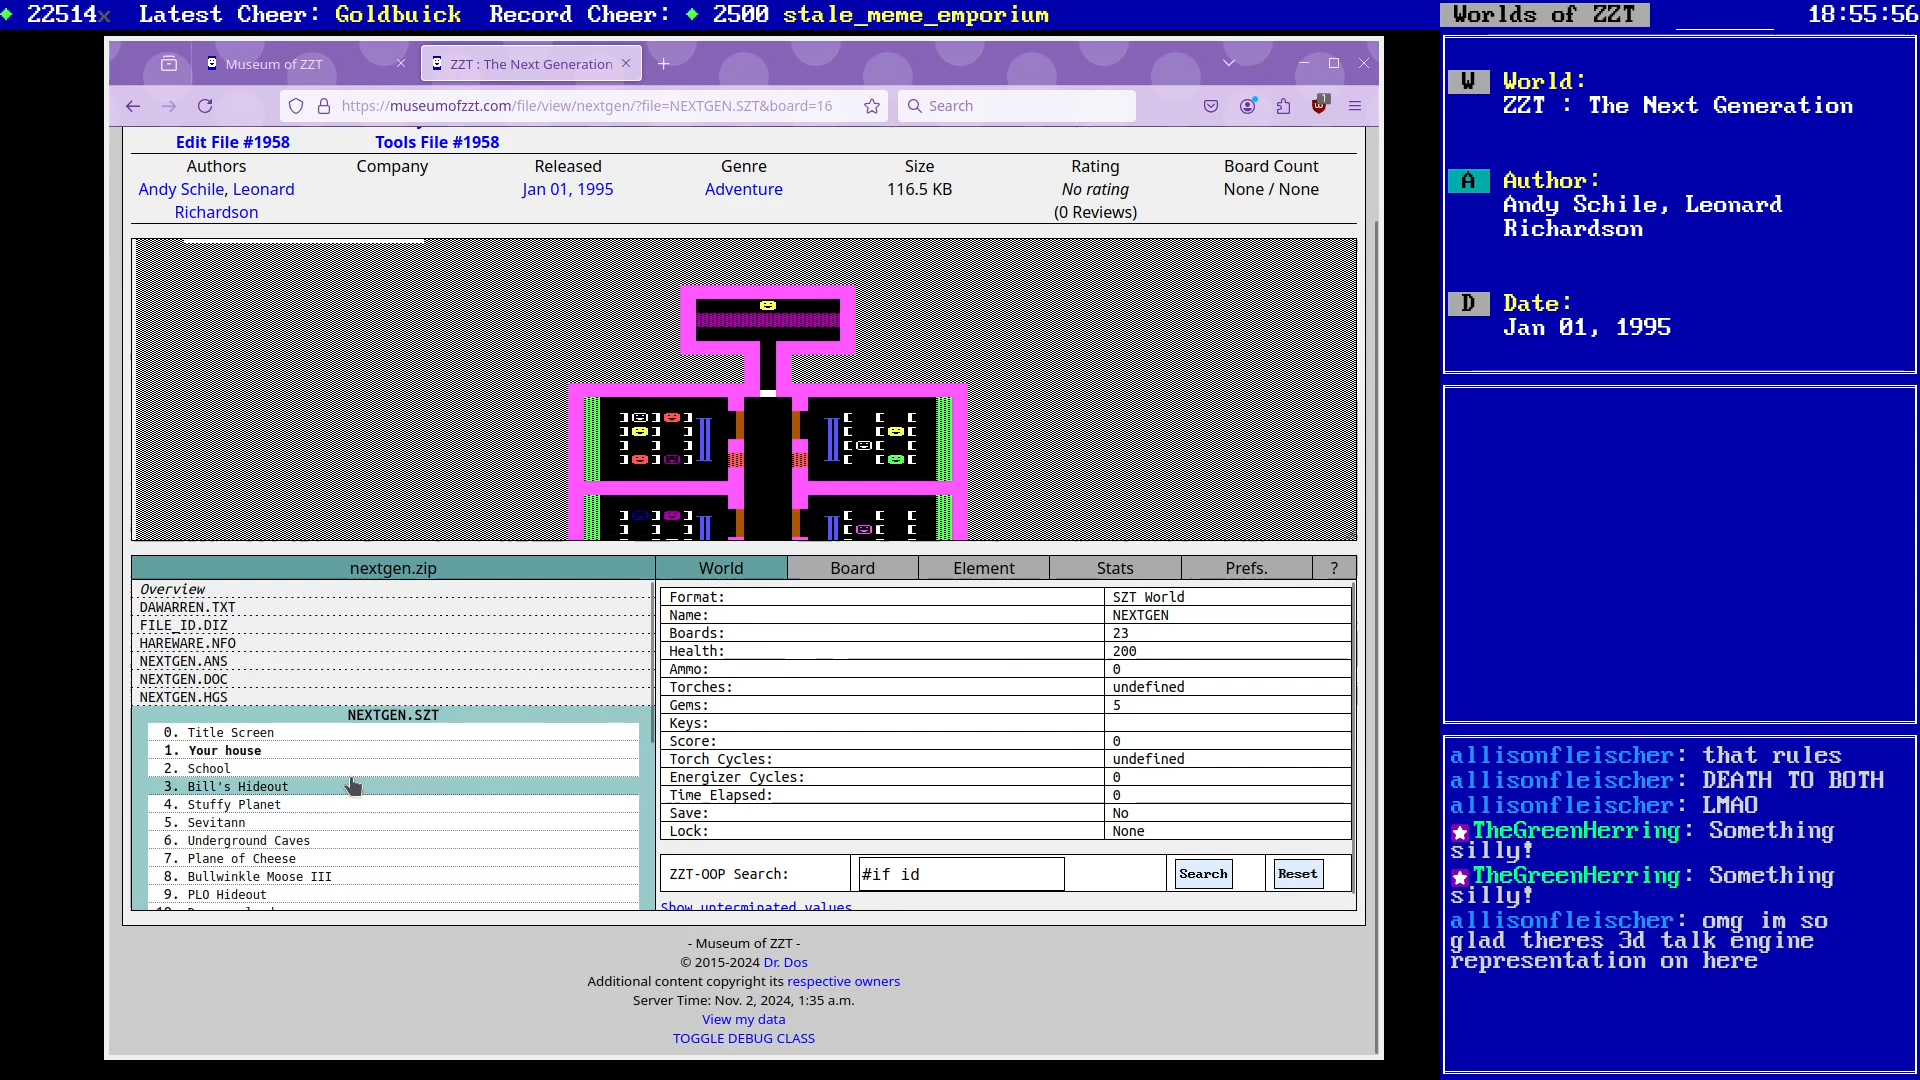 22514x Latest Cheer: Goldbuick Record Cheer: 2500 stale_meme_emporium
Worlds of ZZT
18:55:56
Museum of ZZT
ZZT : The Next Generation
https://museumofzzt.com/file/view/nextgen/?file=NEXTGEN.SZT&board=16
Search
Edit File #1958
Tools File #1958
Authors
Company
Released
Genre
Size
Rating
Board Count
Andy Schile, Leonard
Richardson
Jan 01, 1995
Adventure
116.5 KB
No rating
(0 Reviews)
None / None
nextgen.zip
World
Board
Element
Stats
Prefs.
?
Overview
DAWARREN.TXT
FILE_ID.DIZ
HAREWARE.NFO
NEXTGEN.ANS
NEXTGEN.DOC
NEXTGEN.HGS
NEXTGEN.SZT
0. Title Screen
1. Your house
2. School
3. Bill's Hideout
4. Stuffy Planet
5. Sevitann
6. Underground Caves
7. Plane of Cheese
8. Bullwinkle Moose III
9. PLO Hideout
Format: SZT World
Name: NEXTGEN
Boards: 23
Health: 200
Ammo: 0
Torches: undefined
Gems: 5
Keys:
Score: 0
Torch Cycles: undefined
Energizer Cycles: 0
Time Elapsed: 0
Save: No
Lock: None
ZZT-OOP Search: #if id Search Reset
Show unterminated values
- Museum of ZZT -
© 2015-2024 Dr. Dos
Additional content copyright its respective owners
Server Time: Nov. 2, 2024, 1:35 a.m.
View my data
TOGGLE DEBUG CLASS
W World:
ZZT : The Next Generation
A Author:
Andy Schile, Leonard
Richardson
D Date:
Jan 01, 1995
allisonfleischer: that rules
allisonfleischer: DEATH TO BOTH
allisonfleischer: LMAO
TheGreenHerring: Something
silly!
TheGreenHerring: Something
silly!
allisonfleischer: omg im so
glad theres 3d talk engine
representation on here